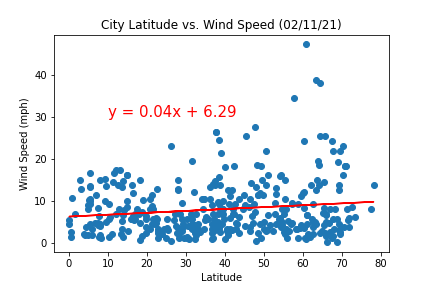 City Latitude vs. Wind Speed (02/11/21)
Wind Speed (mph)
40
30
20
10
0
y = 0.04x + 6.29
0 10 20 30 40 50 60 70 80
Latitude